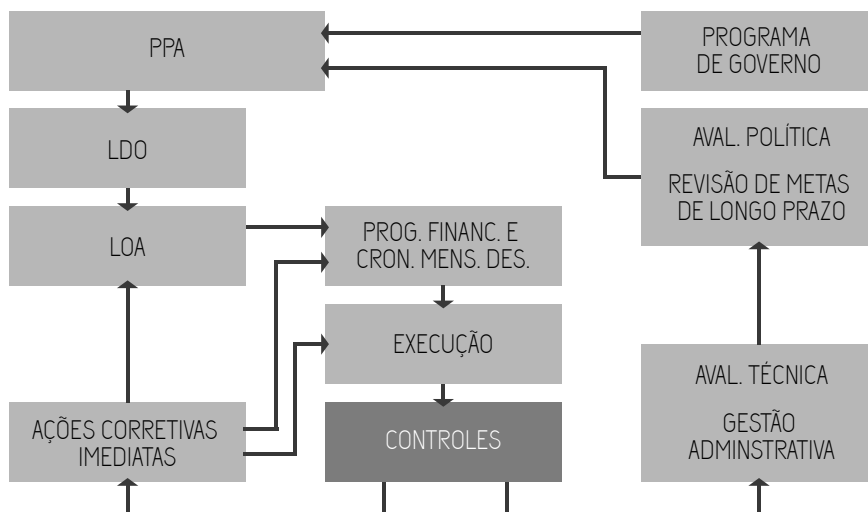 PPA
PROGRAMA
DE GOVERNO
LDO
AVAL. POLÍTICA
REVISÃO DE METAS
DE LONGO PRAZO
LOA
PROG. FINANC. E
CRON. MENS. DES.
EXECUÇÃO
AVAL. TÉCNICA
GESTÃO
ADMINSTRATIVA
AÇÕES CORRETIVAS
IMEDIATAS
CONTROLES